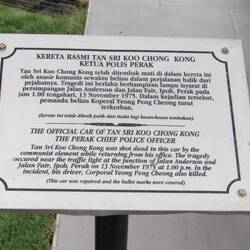 KERETA RASMI TAN SRI KOO CHONG KONG
KETUA POLIS PERAK
Tan Sri Koo Chong Kong telah ditembak mati di dalam kereta ini
oleh anasir komunis sewaktu beliau dalam perjalanan balik dari
pejabatnya. Tragedi ini berlaku berhampiran lampu isyarat di
persimpangan Jalan Anderson dan Jalan Fair, Ipoh, Perak pada
jam 1.00 tengahari, 13 November 1975. Dalam kejadian tersebut,
pemandu beliau Koperal Yeong Peng Cheong turut
terkorban.
(Kereta ini telah dibaik pulih dan tiada lagi kesan-kesan tembakan).
THE OFFICIAL CAR OF TAN SRI KOO CHONG KONG
THE PERAK CHIEF POLICE OFFICER
Tan Sri Koo Chong Kong was shot dead in this car by the
communist element while returning from his office. The tragedy
occured near the traffic light at the junction of Jalan Anderson and
Jalan Fair, Ipoh, Perak on 13 November 1975 at 1.00 p.m. In the
incident, his driver, Corporal Yeong Peng Cheong also killed.
(This car was repaired and the bullet marks were covered)